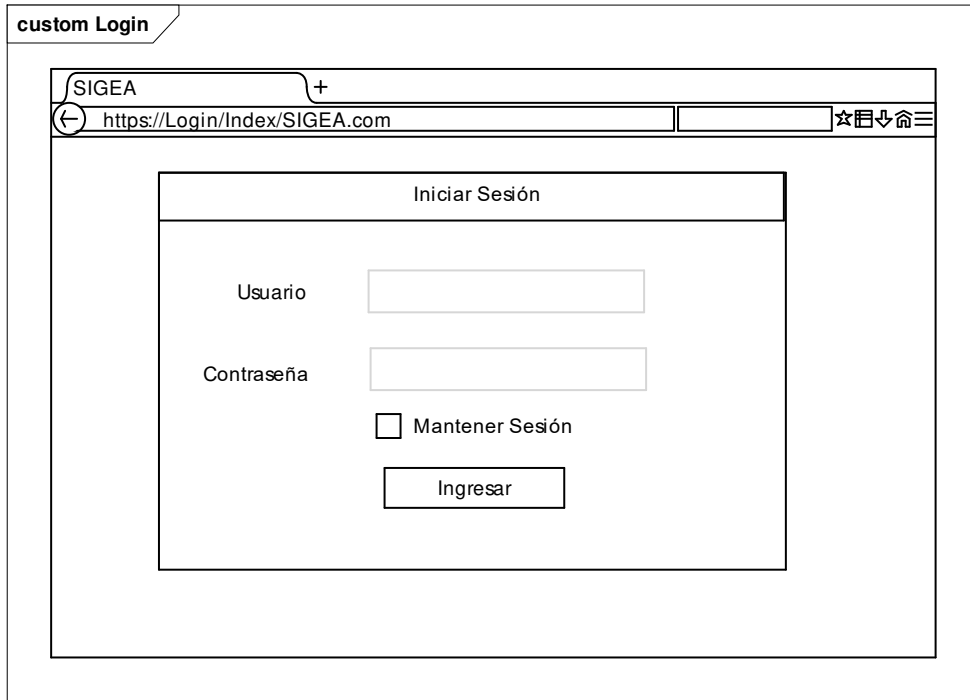 custom Login
SIGEA +
https://Login/Index/SIGEA.com
Iniciar Sesión
Usuario
Contraseña
Mantener Sesión
Ingresar